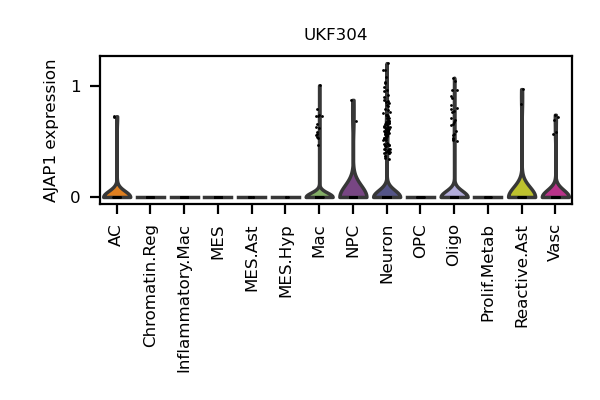 UKF304
AJAP1 expression
1
0
AC
Chromatin.Reg
Inflammatory.Mac
MES
MES.Ast
MES.Hyp
Mac
NPC
Neuron
OPC
Oligo
Prolif.Metab
Reactive.Ast
Vasc